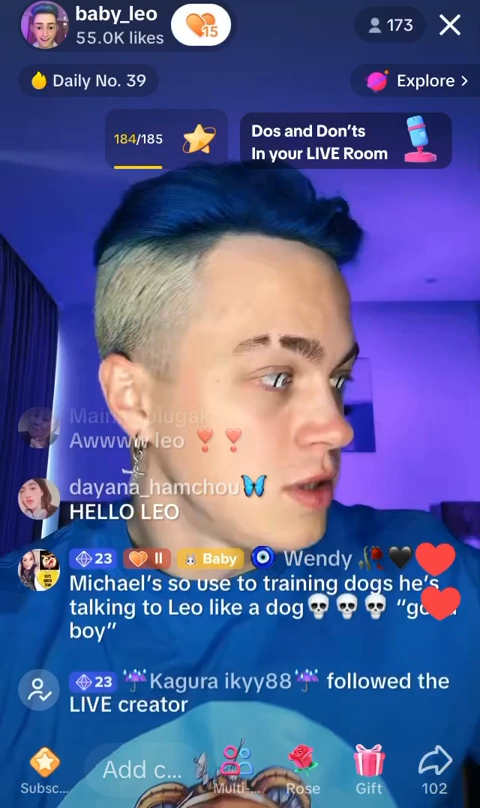 baby_leo
55.0K likes
15
173
Daily No. 39
Explore >
184/185
Dos and Don'ts
In your LIVE Room
Awwww leo
dayana_hamchou
HELLO LEO
23 II Baby Wendy
Michael's so use to training dogs he's
talking to Leo like a dog💀💀💀 "good
boy"
23 ☔Kagura ikyy88☔ followed the
LIVE creator
Add c...
Subsc...
Multi-...
Rose
Gift
102